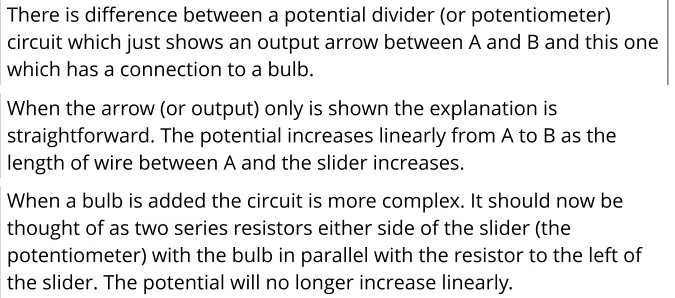 There is difference between a potential divider (or potentiometer)
circuit which just shows an output arrow between A and B and this one
which has a connection to a bulb.
When the arrow (or output) only is shown the explanation is
straightforward. The potential increases linearly from A to B as the
length of wire between A and the slider increases.
When a bulb is added the circuit is more complex. It should now be
thought of as two series resistors either side of the slider (the
potentiometer) with the bulb in parallel with the resistor to the left of
the slider. The potential will no longer increase linearly.